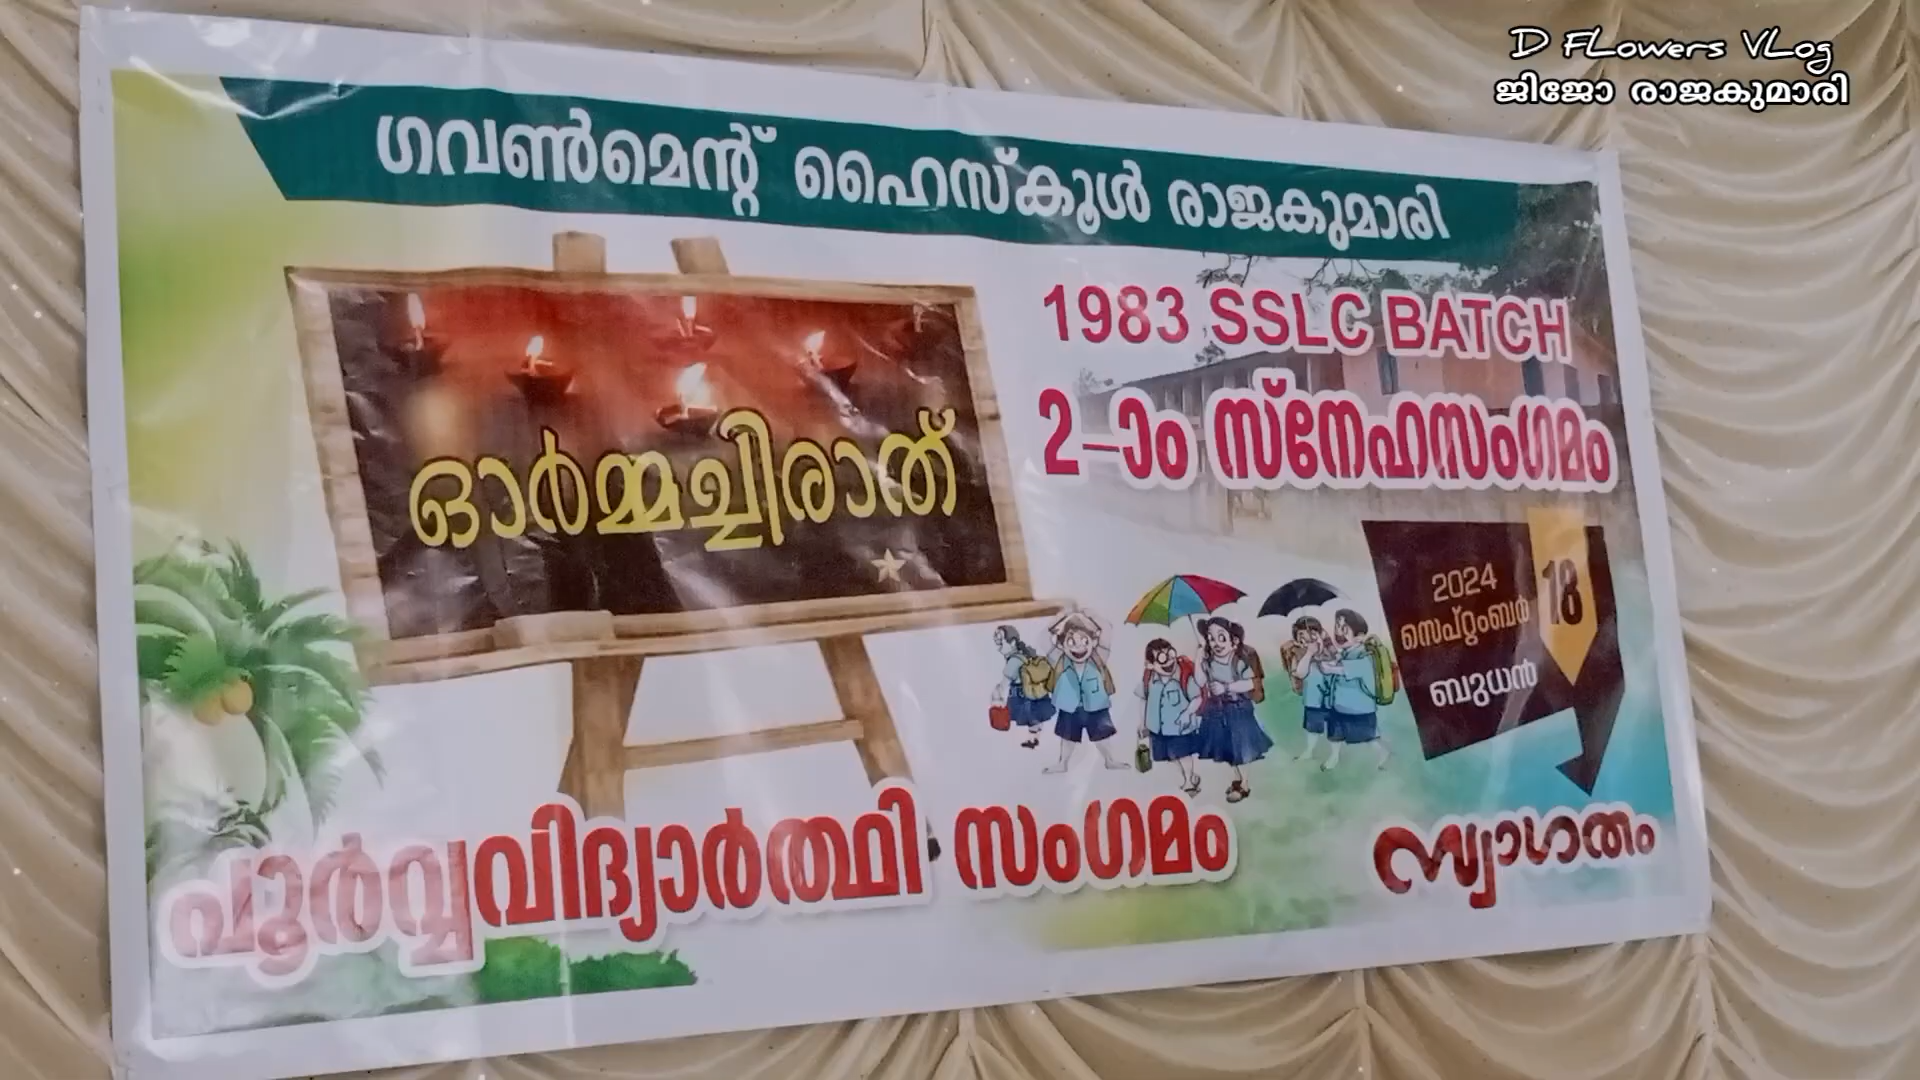 D FLowers VLog
ജിജോ രാജകുമാരി
ഗവൺമെന്റ് ഹൈസ്കൂൾ രാജകുമാരി
1983 SSLC BATCH
2-ാം സ്നേഹസംഗമം
ഓർമ്മച്ചിരാത്
2024
സെപ്റ്റംബർ
18
ബുധൻ
പൂർവ്വവിദ്യാർത്ഥി സംഗമം
സ്വാഗതം